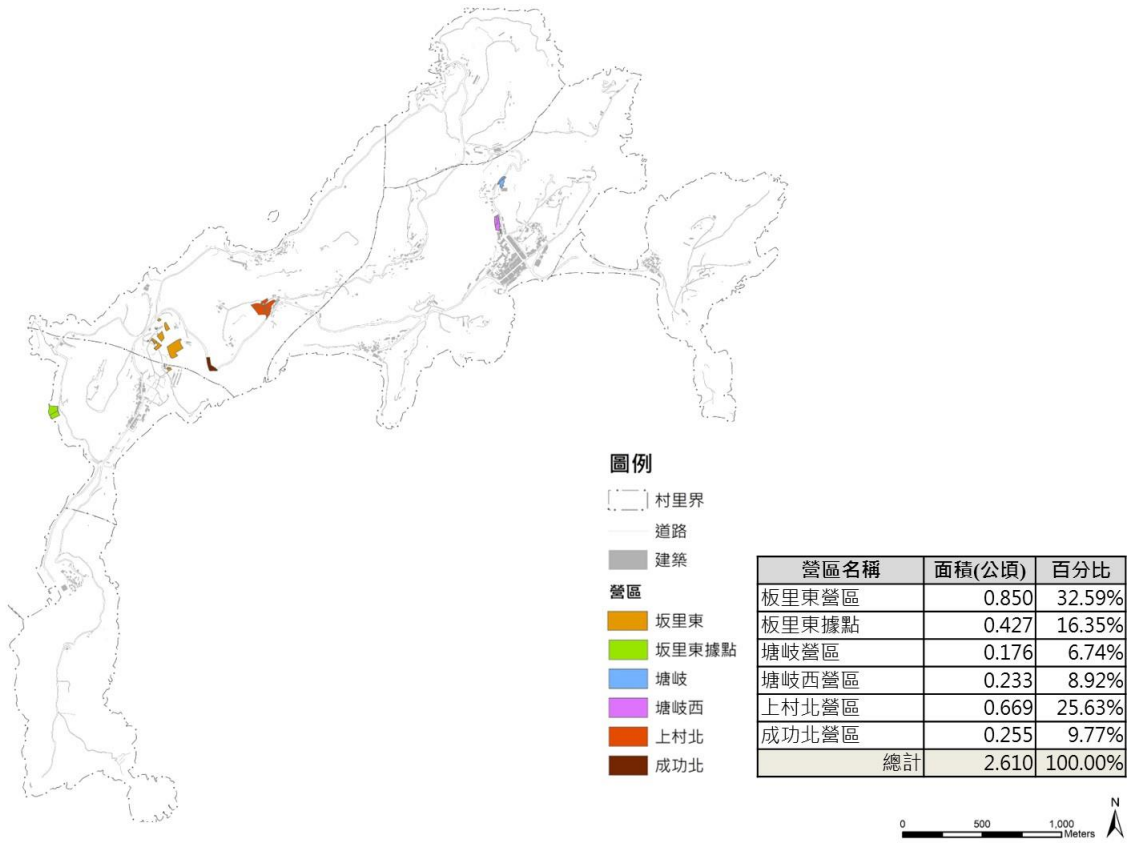 圖例
村里界
道路
建築
營區
坂里東
坂里東據點
塘岐
塘岐西
上村北
成功北
營區名稱 面積(公頃) 百分比
板里東營區 0.850 32.59%
板里東據點 0.427 16.35%
塘岐營區 0.176 6.74%
塘岐西營區 0.233 8.92%
上村北營區 0.669 25.63%
成功北營區 0.255 9.77%
總計 2.610 100.00%
0 500 1,000
Meters
N